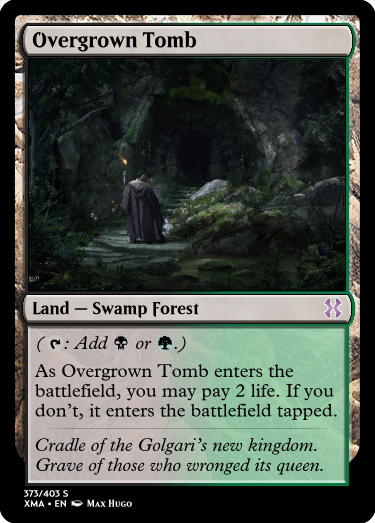 Overgrown Tomb
Land — Swamp Forest
( : Add or .)
As Overgrown Tomb enters the
battlefield, you may pay 2 life. If you
don't, it enters the battlefield tapped.
Cradle of the Golgari's new kingdom.
Grave of those who wronged its queen.
373/403 S
XMA • EN Max Hugo